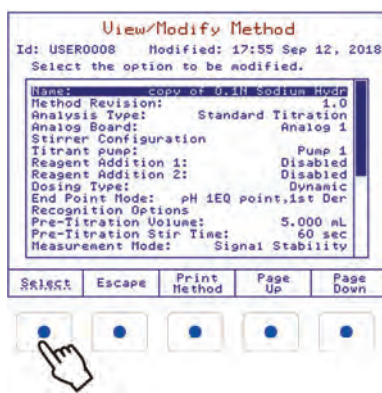 View/Modify Method
Id: USER0008 Modified: 17:55 Sep 12, 2018
Select the option to be modified.
Name: copy of 0.1N Sodium Hydr
Method Revision: 1.0
Analysis Type: Standard Titration
Analog Board: Analog 1
Stirrer Configuration
Titrant pump: Pump 1
Reagent Addition 1: Disabled
Reagent Addition 2: Disabled
Dosing Type: Dynamic
End Point Mode: pH 1EQ point,1st Der
Recognition Options
Pre-Titration Volume: 5.000 mL
Pre-Titration Stir Time: 60 sec
Measurement Mode: Signal Stability
Select Escape Print Method Page Up Page Down